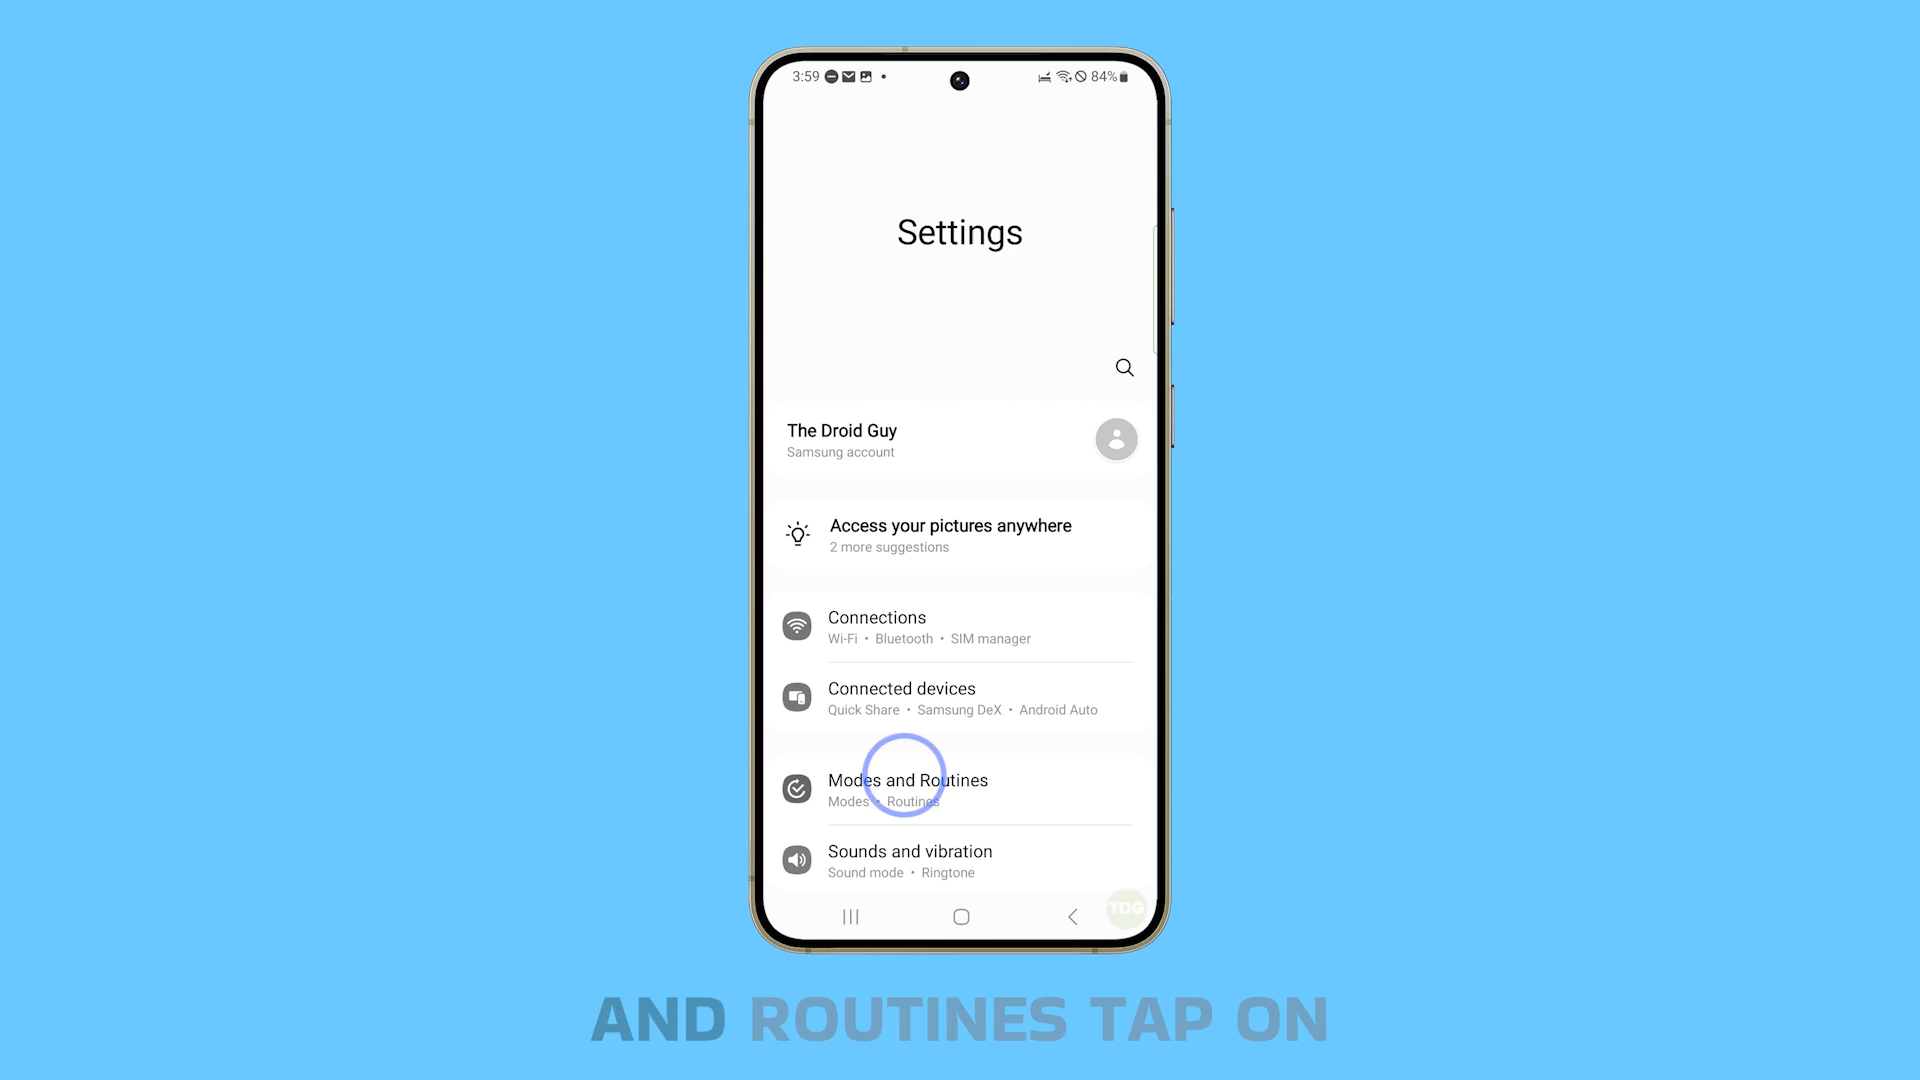 3:59 84%
Settings
The Droid Guy
Samsung account
Access your pictures anywhere
2 more suggestions
Connections
Wi-Fi • Bluetooth • SIM manager
Connected devices
Quick Share • Samsung DeX • Android Auto
Modes and Routines
Modes • Routines
Sounds and vibration
Sound mode • Ringtone
TDG
AND ROUTINES TAP ON